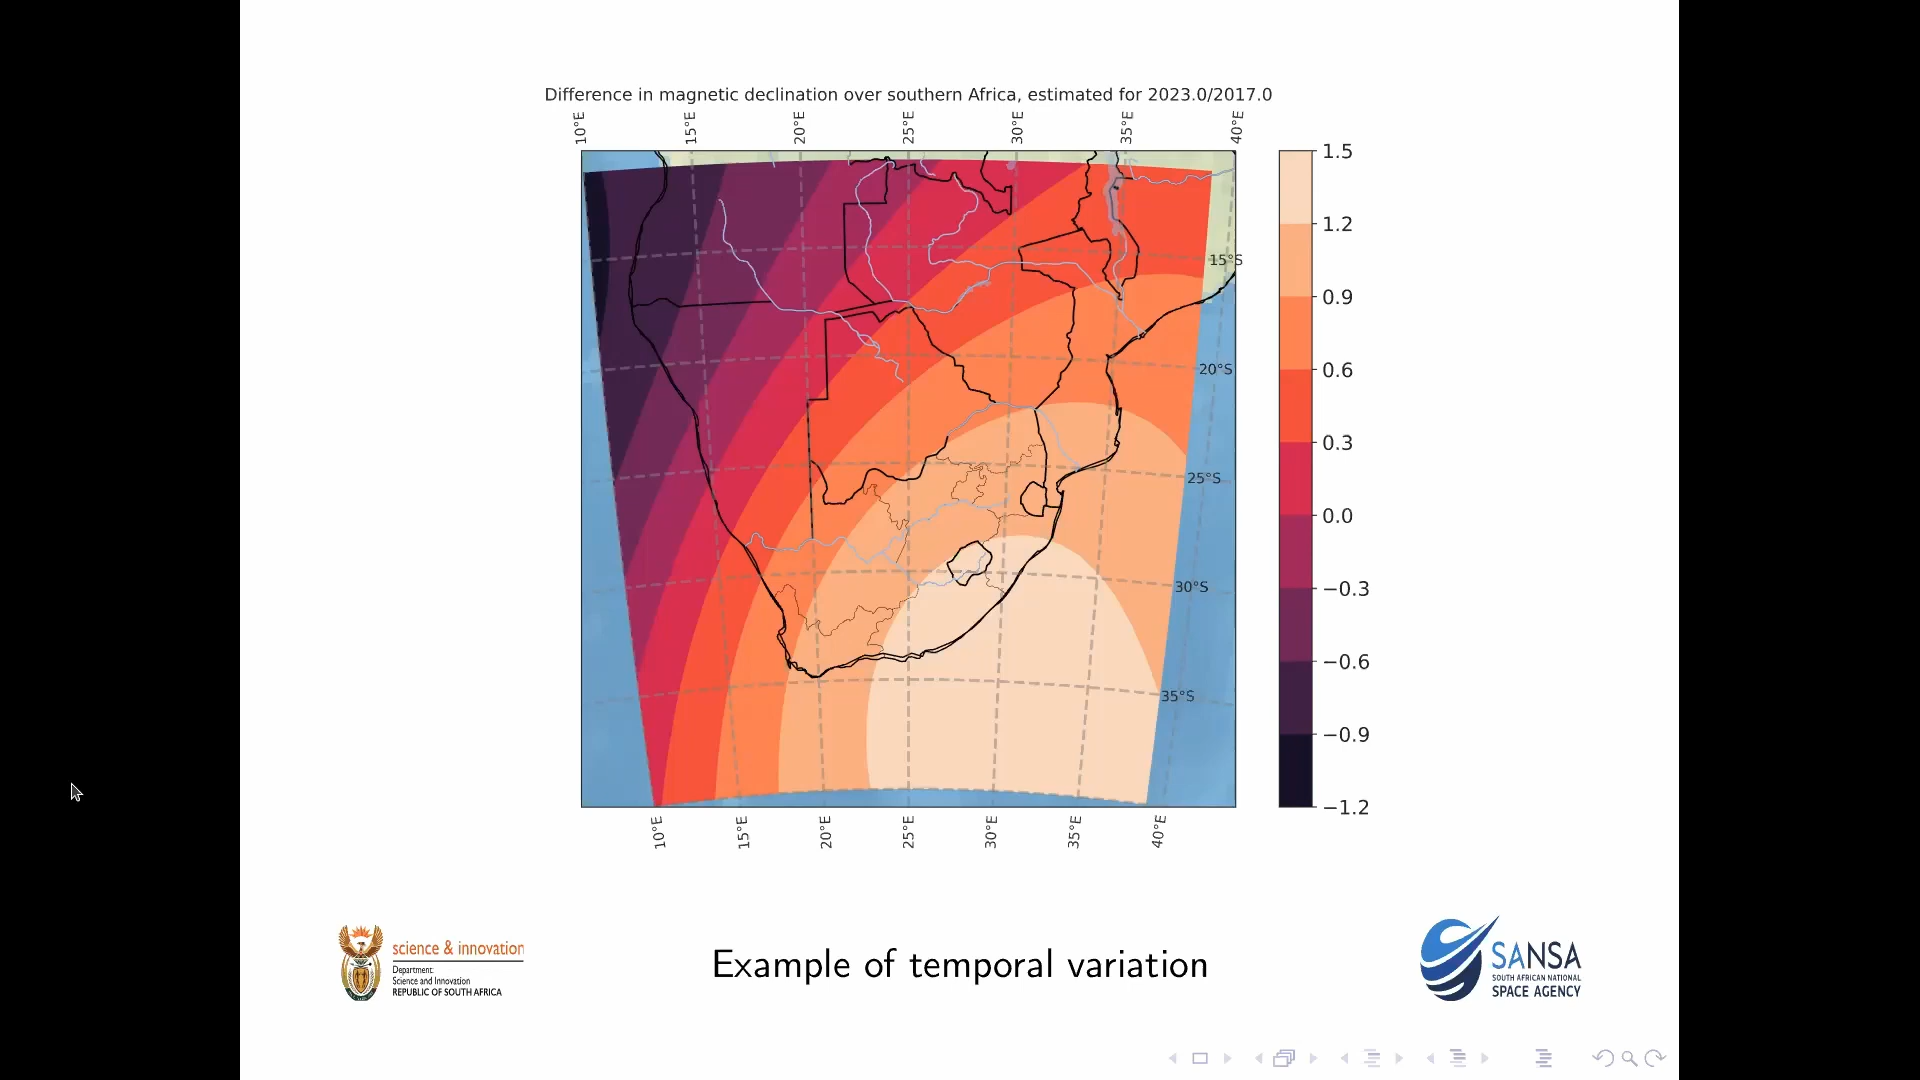 Difference in magnetic declination over southern Africa, estimated for 2023.0/2017.0
10°E 15°E 20°E 25°E 30°E 35°E 40°E
1.5
1.2
0.9
0.6
0.3
0.0
−0.3
−0.6
−0.9
−1.2
15°S
20°S
25°S
30°S
35°S
10°E 15°E 20°E 25°E 30°E 35°E 40°E
science & innovation
Department:
Science and Innovation
REPUBLIC OF SOUTH AFRICA
Example of temporal variation
SANSA
SOUTH AFRICAN NATIONAL
SPACE AGENCY